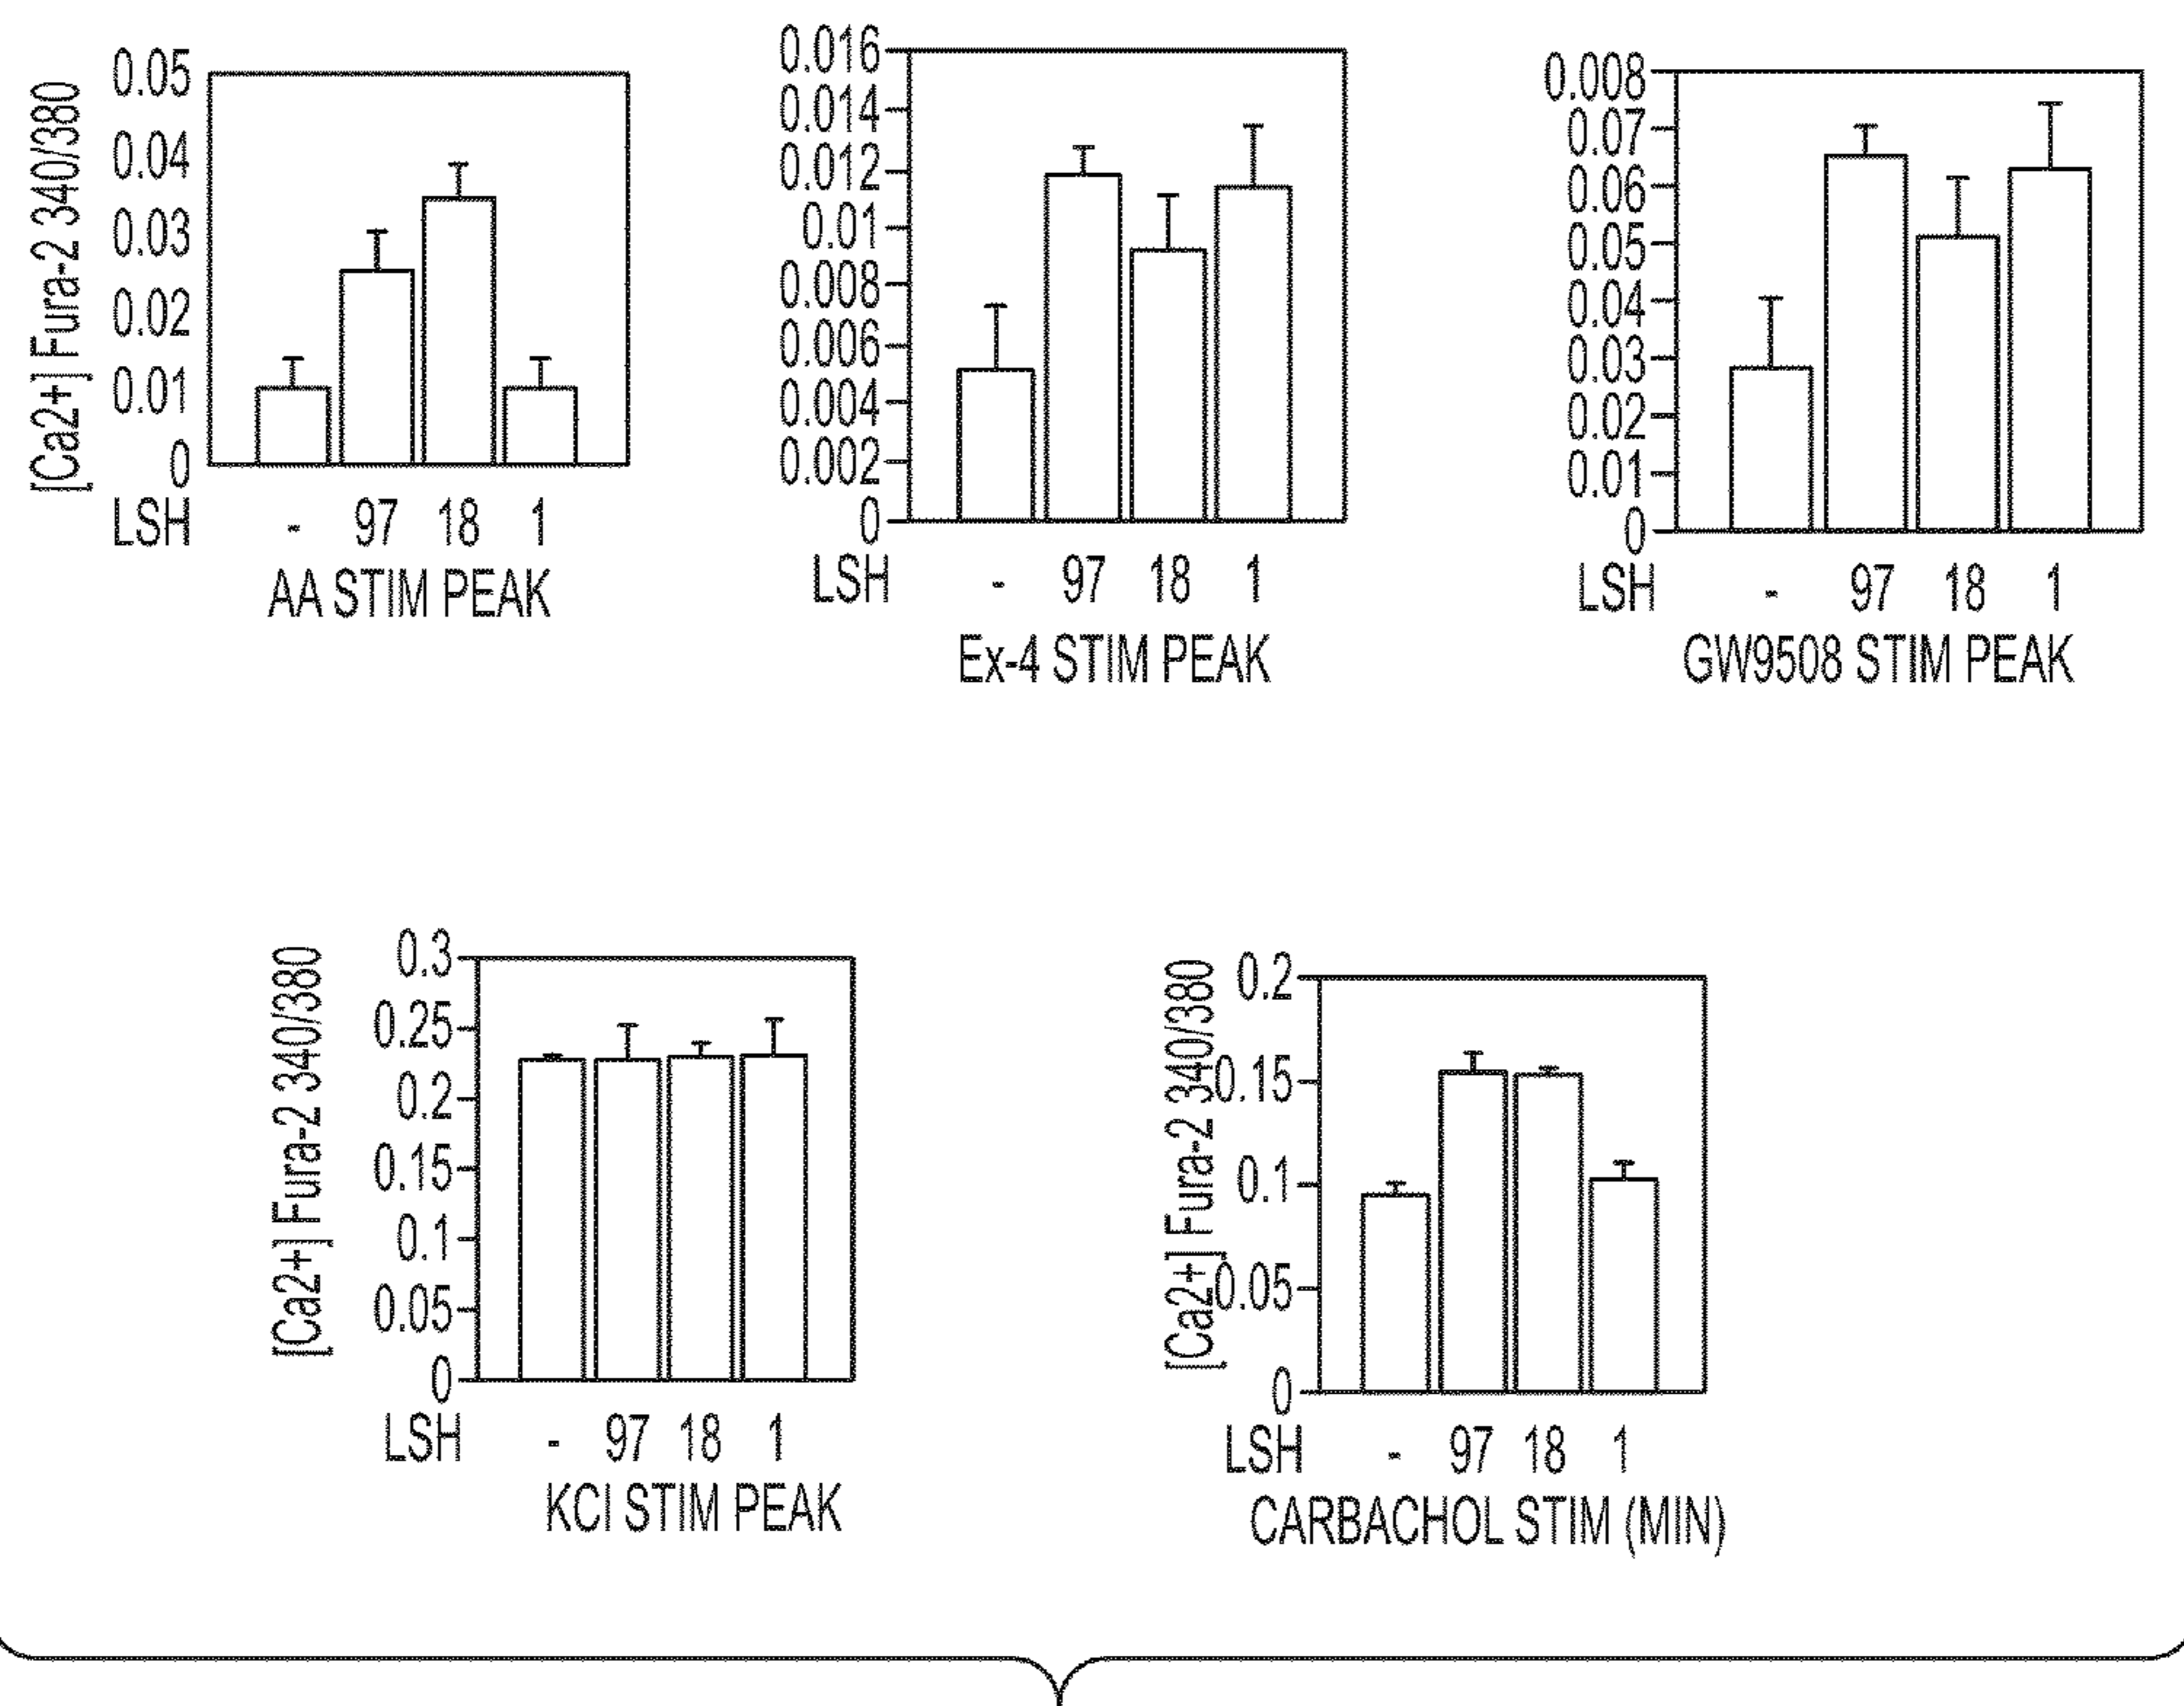 [Ca2+] Fura-2 340/380
0.05
0.04
0.03
0.02
0.01
0
LSH - 97 18 1
AA STIM PEAK
0.016
0.014
0.012
0.01
0.008
0.006
0.004
0.002
0
LSH - 97 18 1
Ex-4 STIM PEAK
0.008
0.07
0.06
0.05
0.04
0.03
0.02
0.01
0
LSH - 97 18 1
GW9508 STIM PEAK
[Ca2+] Fura-2 340/380
0.3
0.25
0.2
0.15
0.1
0.05
0
LSH - 97 18 1
KCl STIM PEAK
[Ca2+] Fura-2 340/380
0.2
0.15
0.1
0.05
0
LSH - 97 18 1
CARBACHOL STIM (MIN)